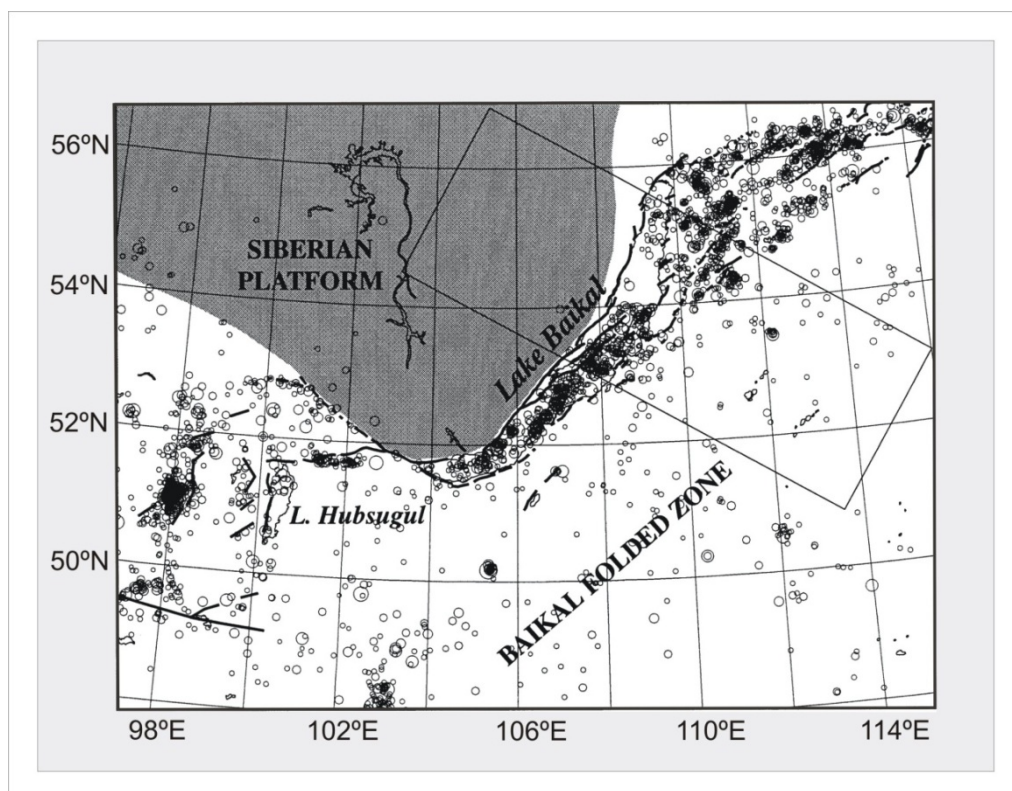 56ºN
54ºN
52ºN
50ºN
SIBERIAN
PLATFORM
Lake Baikal
L. Hubsugul
BAIKAL FOLDED ZONE
98ºE
102ºE
106ºE
110ºE
114ºE